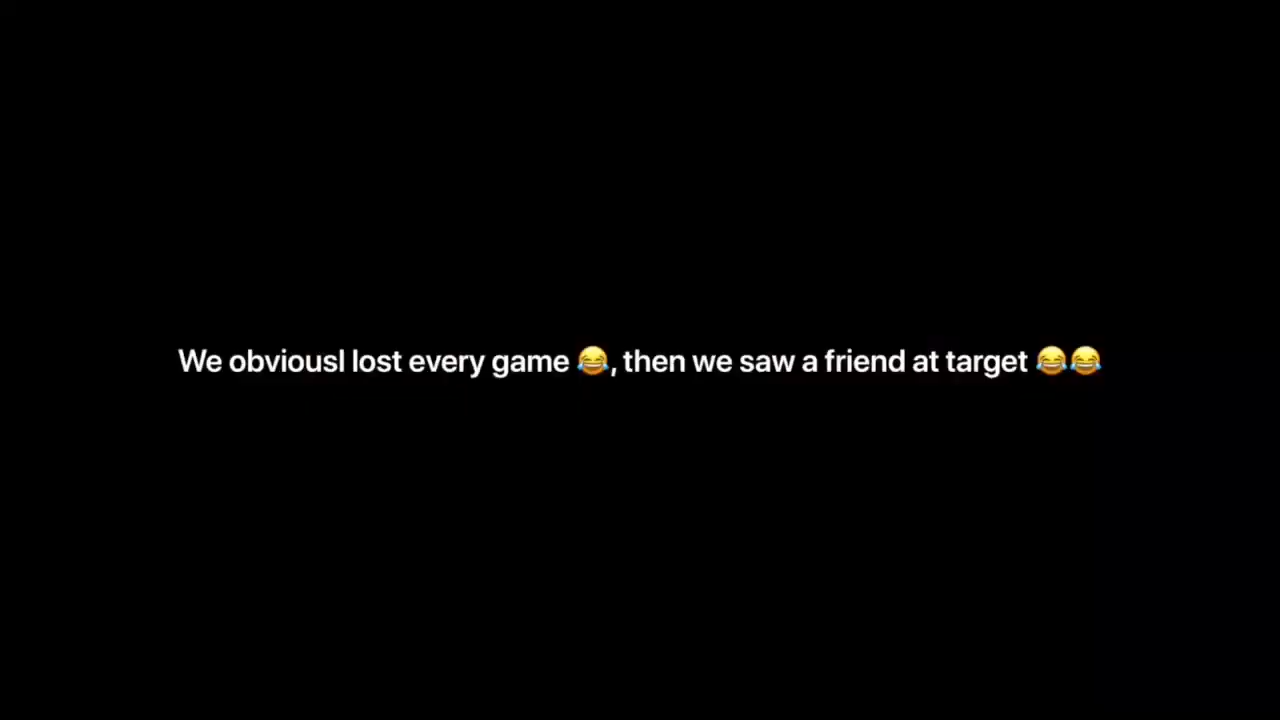 We obviousl lost every game 😂, then we saw a friend at target 😂😂